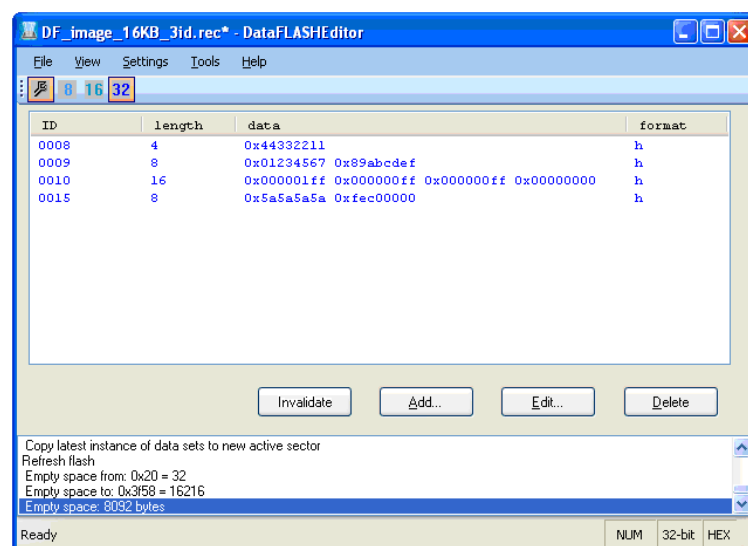 DF_image_16KB_3id.rec* - DataFLASHEditor
File View Settings Tools Help
8 16 32
ID length data format
0008 4 0x44332211 h
0009 8 0x01234567 0x89abcdef h
0010 16 0x000001ff 0x000000ff 0x000000ff 0x00000000 h
0015 8 0x5a5a5a5a 0xfec00000 h
Invalidate Add... Edit... Delete
Copy latest instance of data sets to new active sector
Refresh flash
Empty space from: 0x20 = 32
Empty space to: 0x3f58 = 16216
Empty space: 8092 bytes
Ready NUM 32-bit HEX